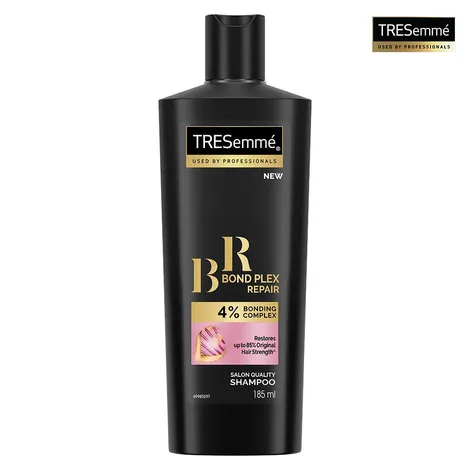 TRESemmé
USED BY PROFESSIONALS
TRESemmé®
USED BY PROFESSIONALS
NEW
BR
BOND PLEX
REPAIR
4% BONDING
COMPLEX
Restores
up to 85% Original
Hair Strength^
SALON QUALITY
SHAMPOO
185 ml